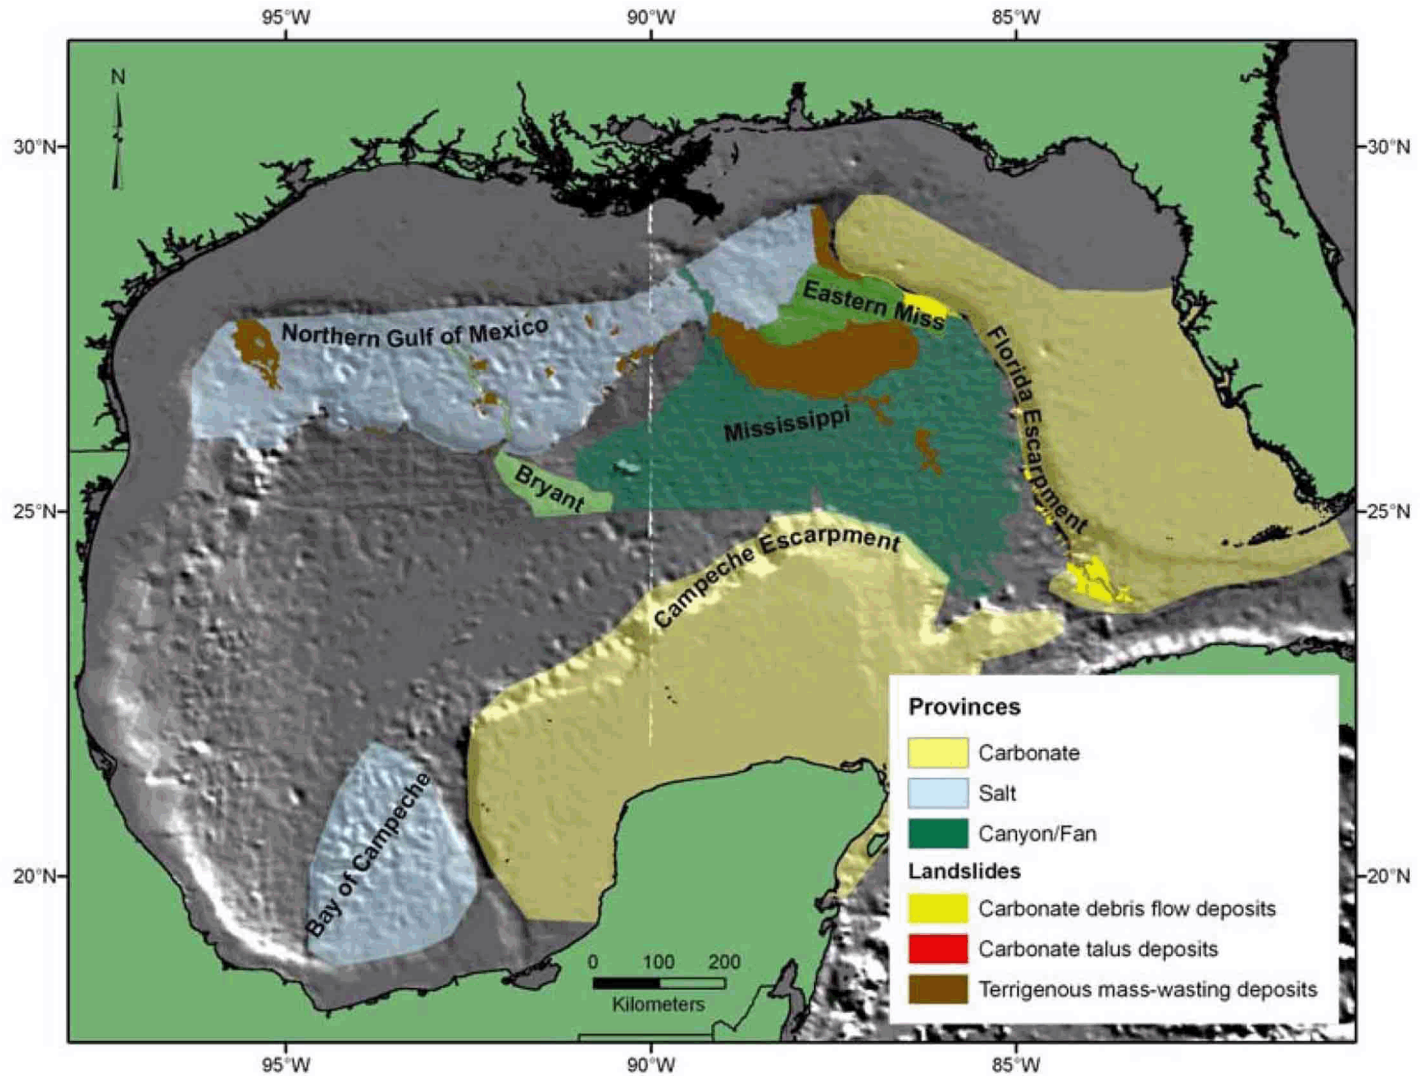 95°W 90°W 85°W
N
30°N 30°N
Eastern Miss
Northern Gulf of Mexico
Florida Escarpment
Mississippi
Bryant
25°N 25°N
Campeche Escarpment
Bay of Campeche
Provinces
Carbonate
Salt
Canyon/Fan
Landslides
20°N 20°N
Carbonate debris flow deposits
Carbonate talus deposits
Terrigenous mass-wasting deposits
0 100 200
Kilometers
95°W 90°W 85°W